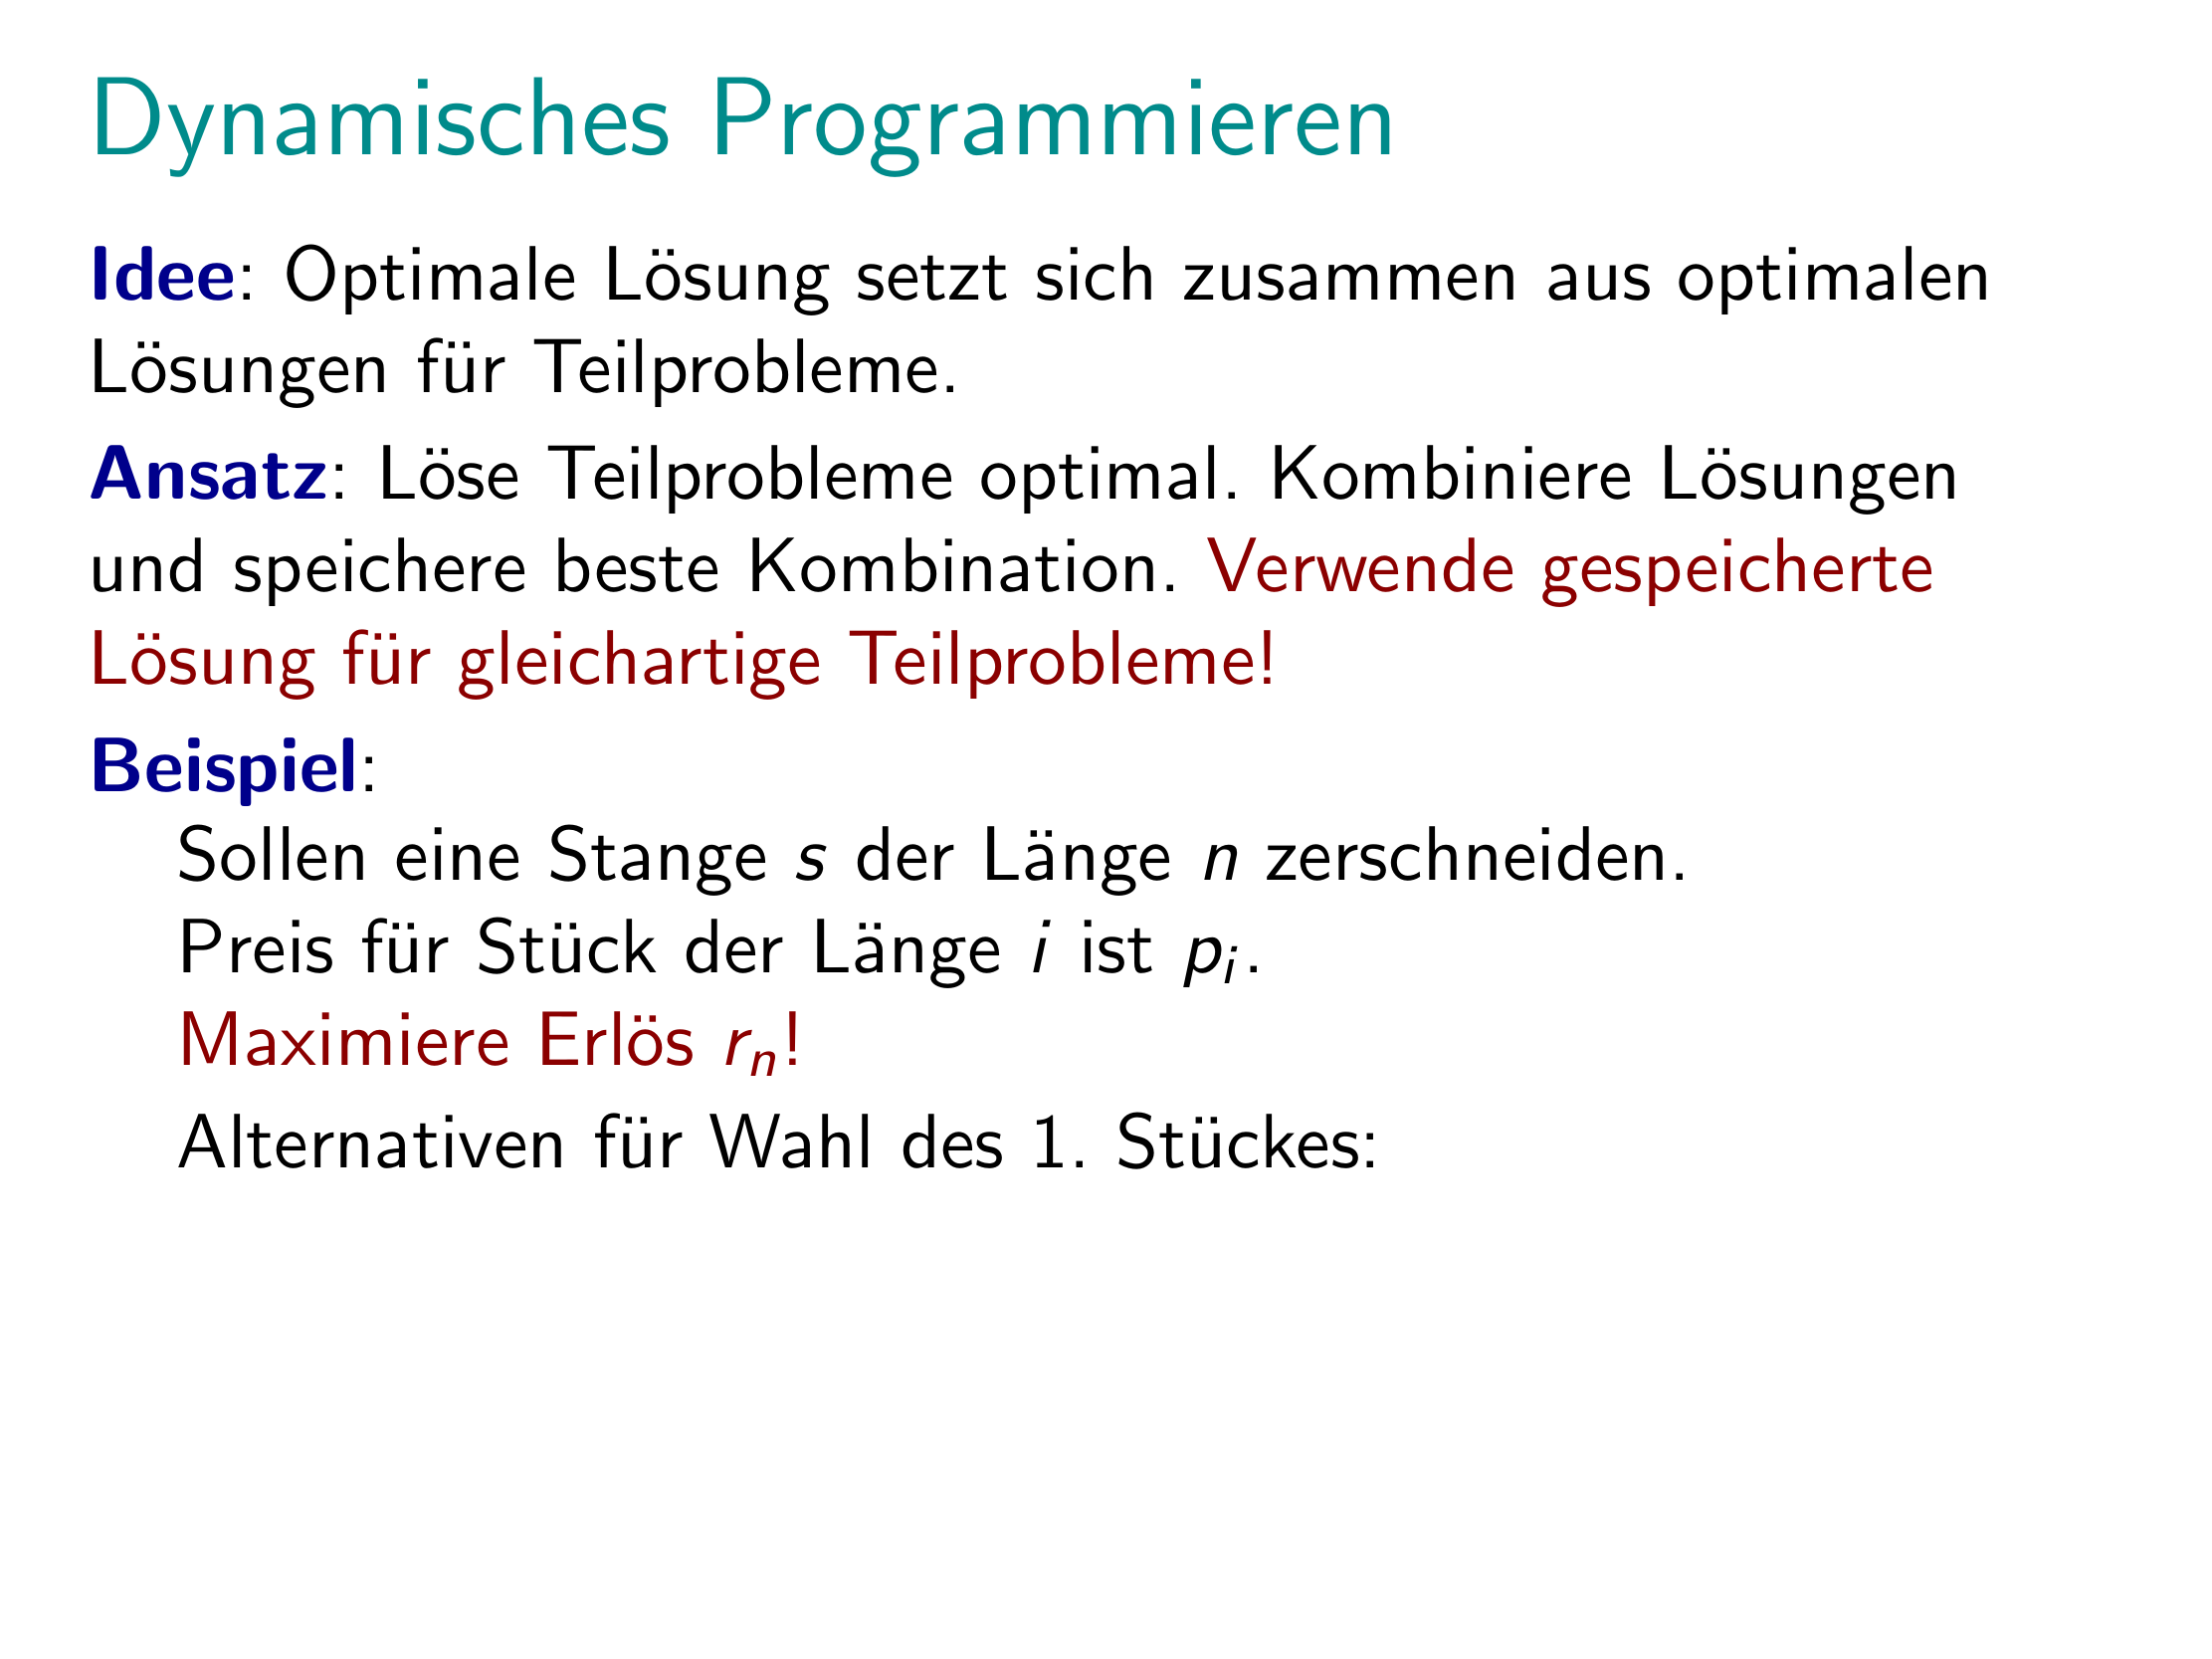 Dynamisches Programmieren
Idee: Optimale Lösung setzt sich zusammen aus optimalen
Lösungen für Teilprobleme.
Ansatz: Löse Teilprobleme optimal. Kombiniere Lösungen
und speichere beste Kombination. Verwende gespeicherte
Lösung für gleichartige Teilprobleme!
Beispiel:
Sollen eine Stange s der Länge n zerschneiden.
Preis für Stück der Länge i ist p_i.
Maximiere Erlös r_n!
Alternativen für Wahl des 1. Stückes: